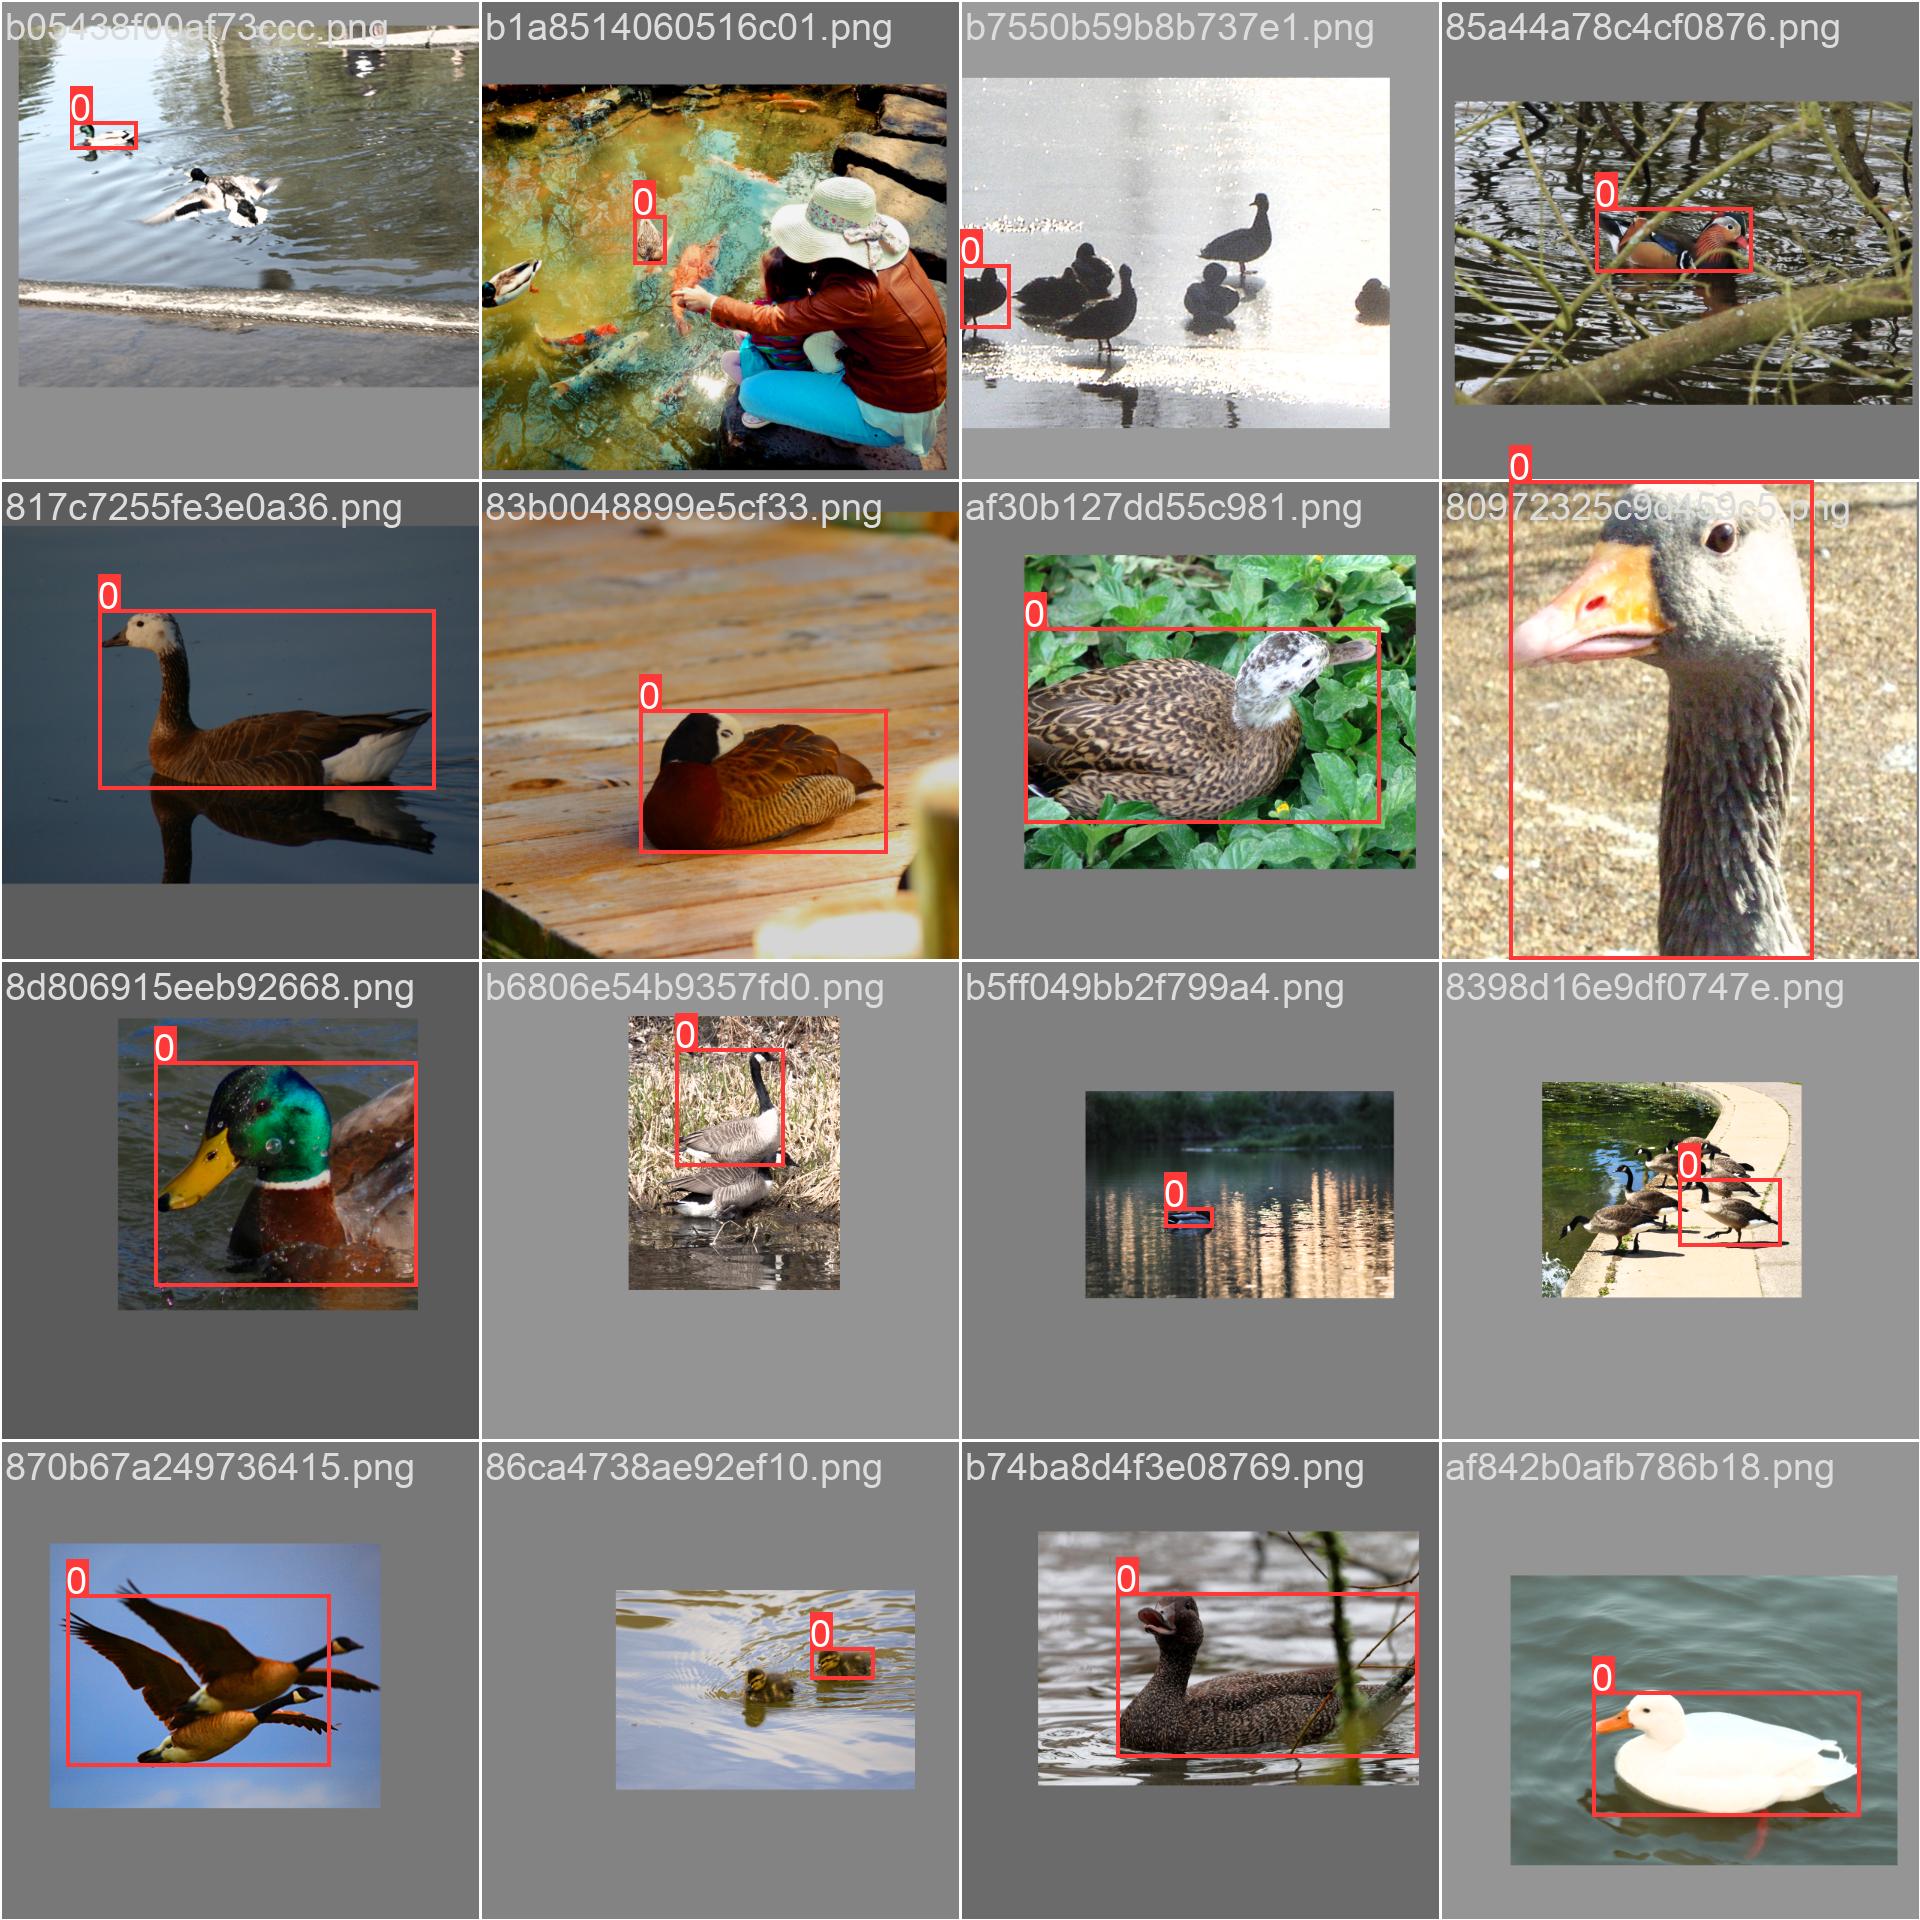 b05438f00af73ccc.png
b1a8514060516c01.png
b7550b59b8b737e1.png
85a44a78c4cf0876.png
0
0
0
0
817c7255fe3e0a36.png
83b0048899e5cf33.png
af30b127dd55c981.png
80972325c9d459c5.png
0
0
0
0
8d806915eeb92668.png
b6806e54b9357fd0.png
b5ff049bb2f799a4.png
8398d16e9df0747e.png
0
0
0
0
870b67a249736415.png
86ca4738ae92ef10.png
b74ba8d4f3e08769.png
af842b0afb786b18.png
0
0
0
0